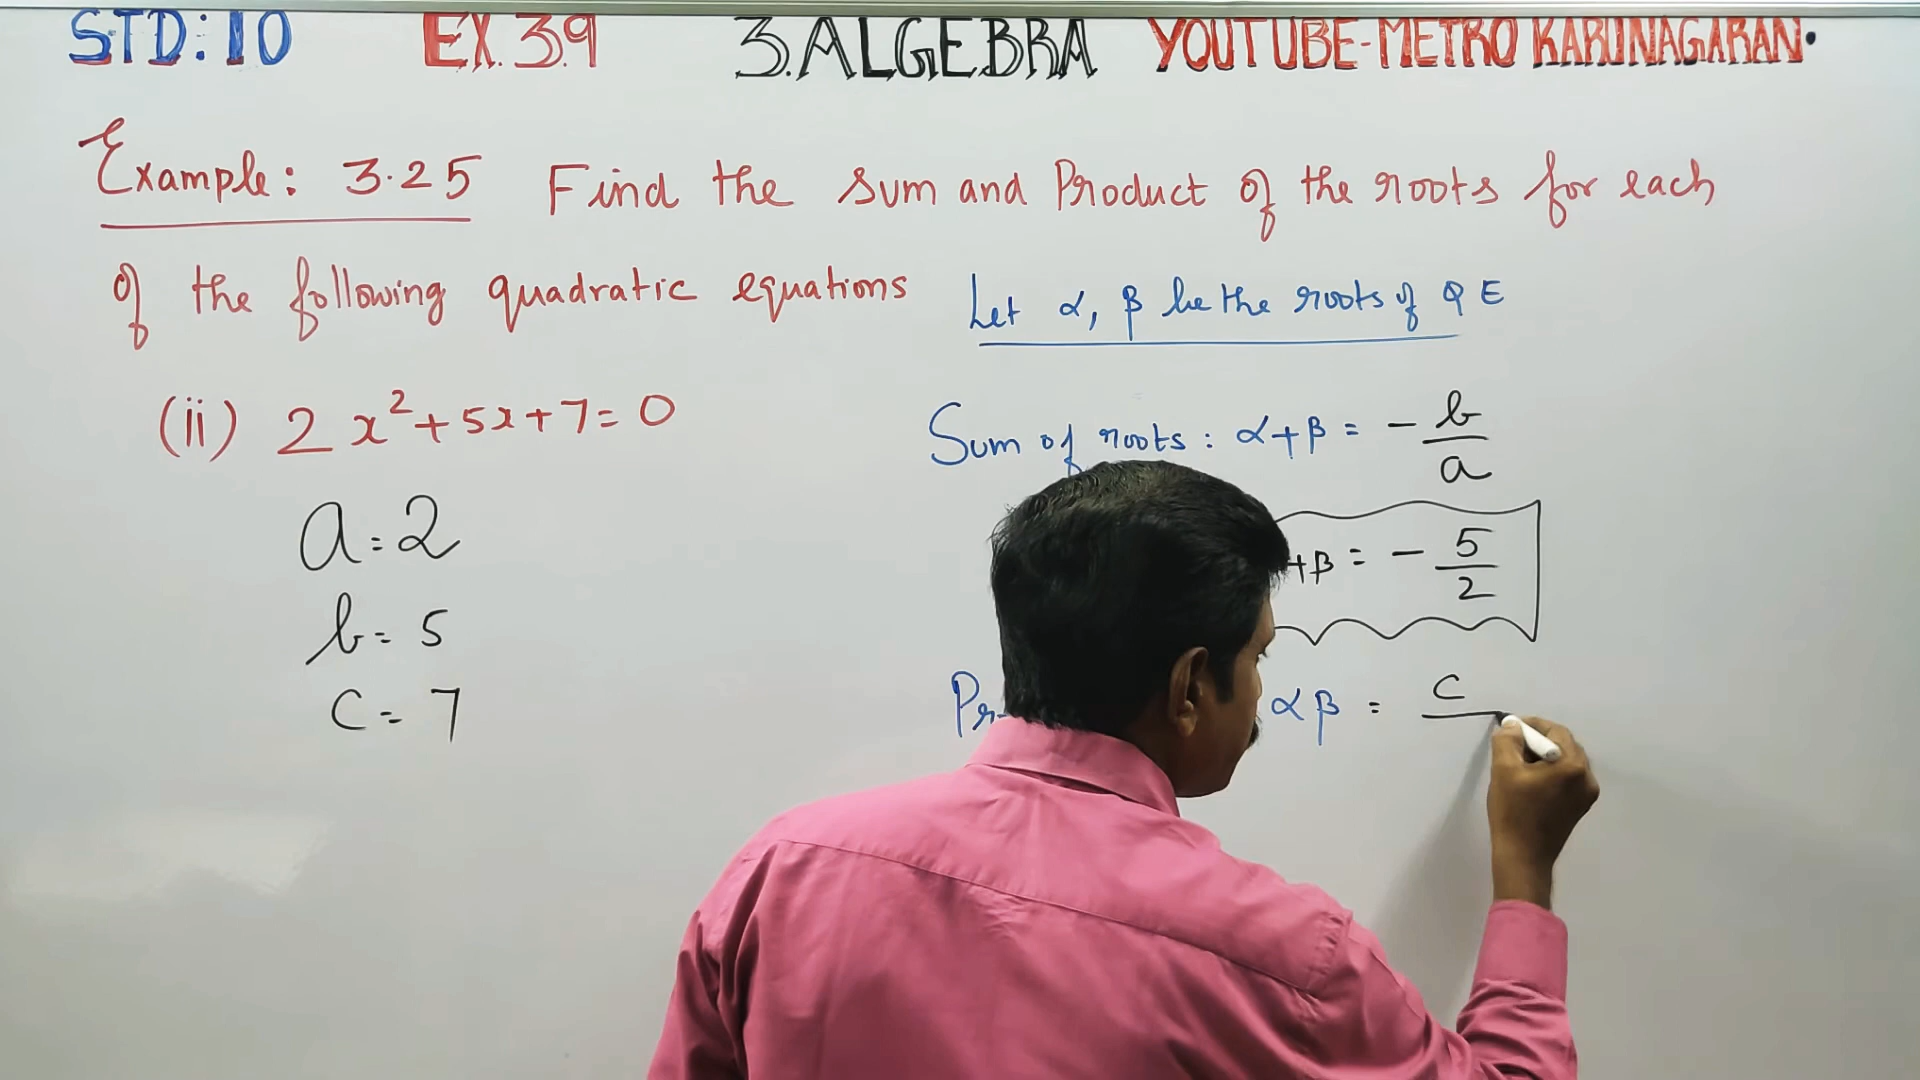 STD: 10 EX. 3.9 3. ALGEBRA YOUTUBE-METRO KARUNAGARAN.
Example: 3.25 Find the sum and Product of the roots for each
of the following quadratic equations
Let α, β be the roots of Q E
(ii) 2x²+5x+7=0
a=2
b=5
c=7
Sum of roots: α+β = - b/a
+β = - 5/2
αβ = c